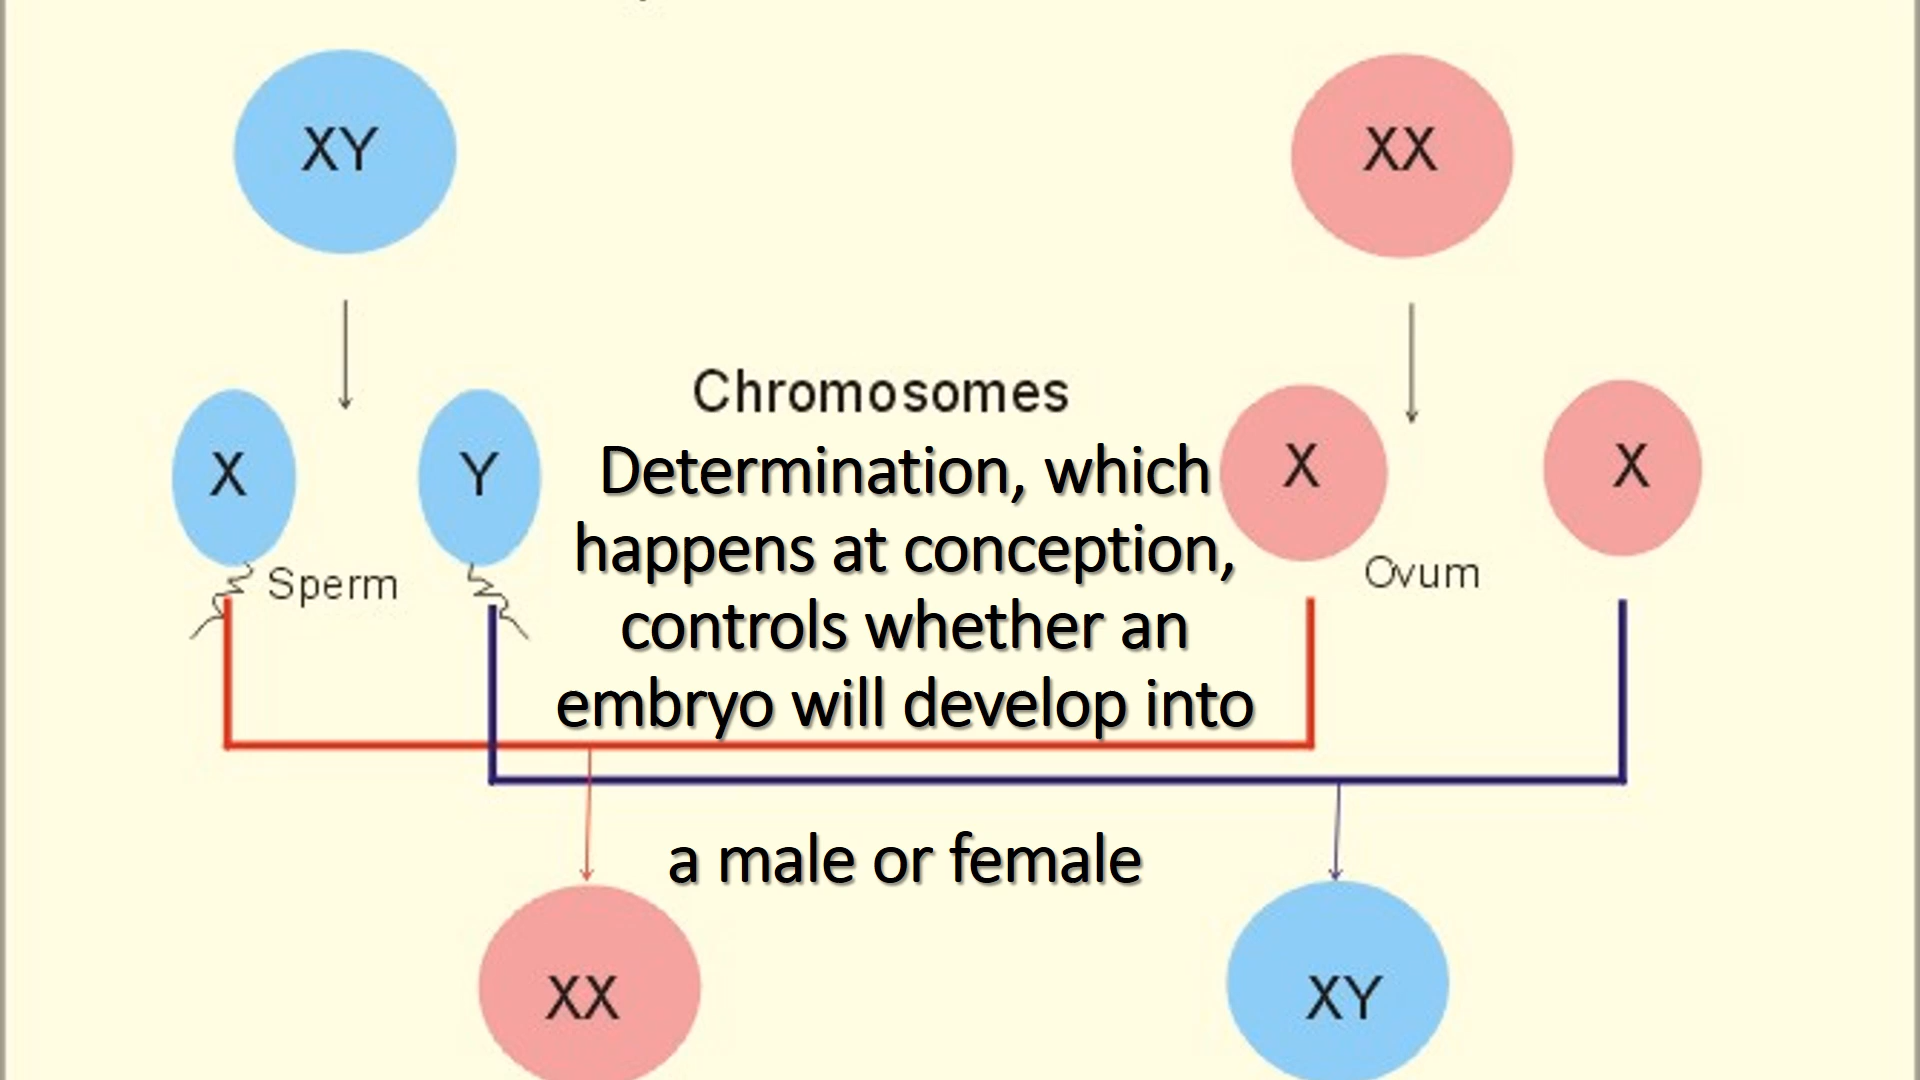 XY
XX
Chromosomes
X
Y
X
X
Determination, which
happens at conception,
controls whether an
embryo will develop into
Sperm
Ovum
a male or female
XX
XY